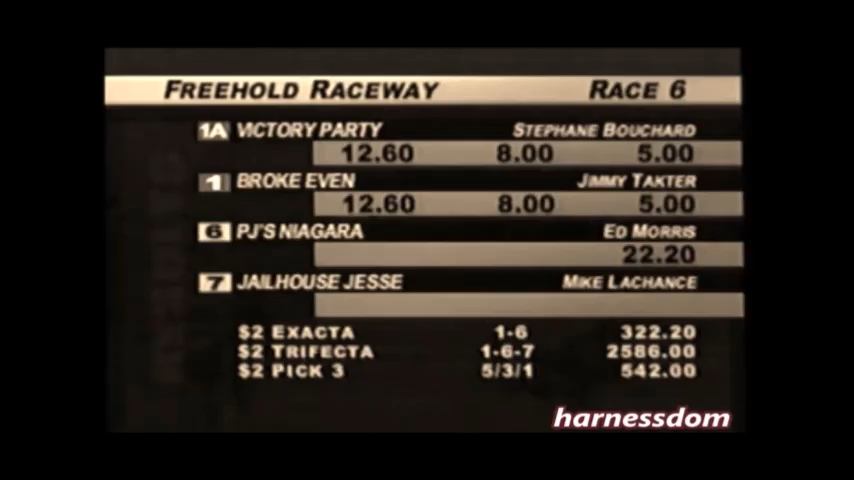 FREEHOLD RACEWAY RACE 6
1A VICTORY PARTY STEPHANE BOUCHARD
12.60 8.00 5.00
1 BROKE EVEN JIMMY TAKTER
12.60 8.00 5.00
6 PJ'S NIAGARA ED MORRIS
22.20
7 JAILHOUSE JESSE MIKE LACHANCE
$2 EXACTA 1-6 322.20
$2 TRIFECTA 1-6-7 2586.00
$2 PICK 3 5/3/1 542.00
harnessdom